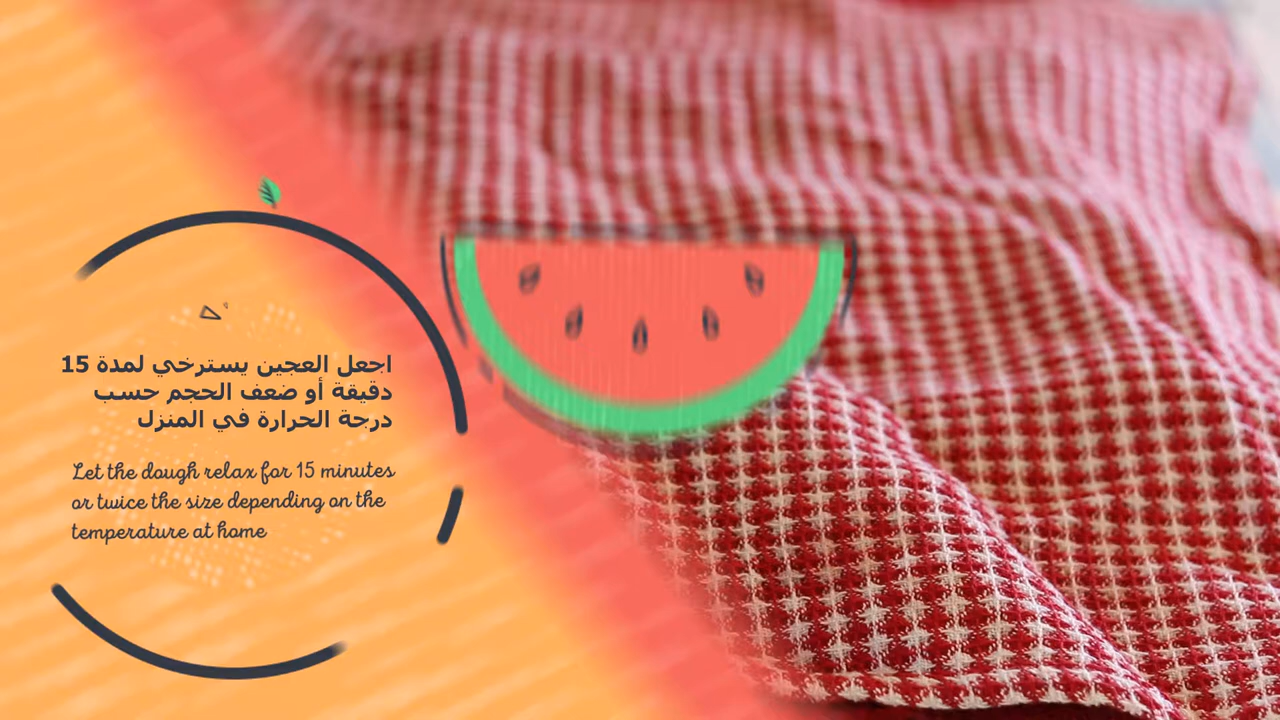 اجعل العجين يسترخي لمدة 15
دقيقة أو ضعف الحجم حسب
درجة الحرارة في المنزل
Let the dough relax for 15 minutes
or twice the size depending on the
temperature at home